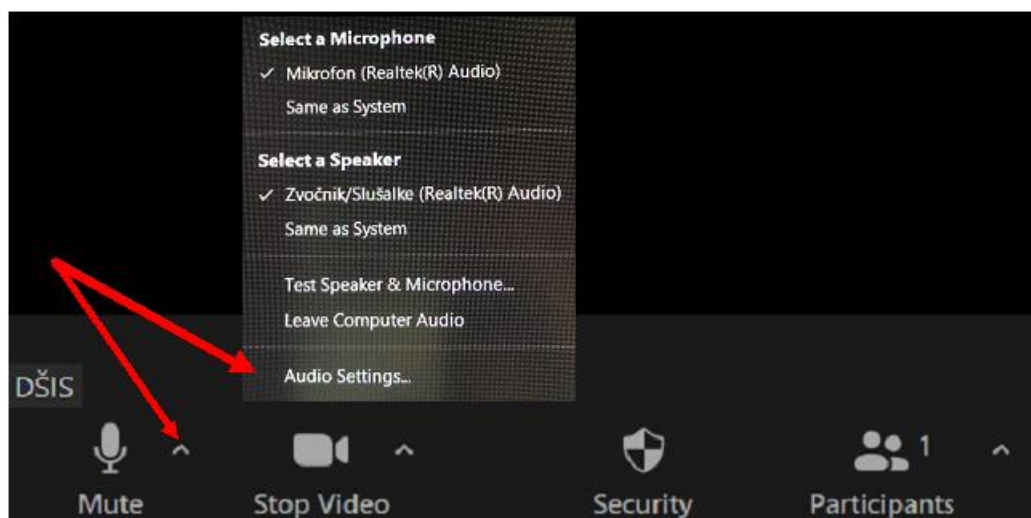 Select a Microphone
✓ Mikrofon (Realtek(R) Audio)
Same as System
Select a Speaker
✓ Zvočnik/Slušalke (Realtek(R) Audio)
Same as System
Test Speaker & Microphone...
Leave Computer Audio
Audio Settings...
DŠIS
1
Mute
Stop Video
Security
Participants